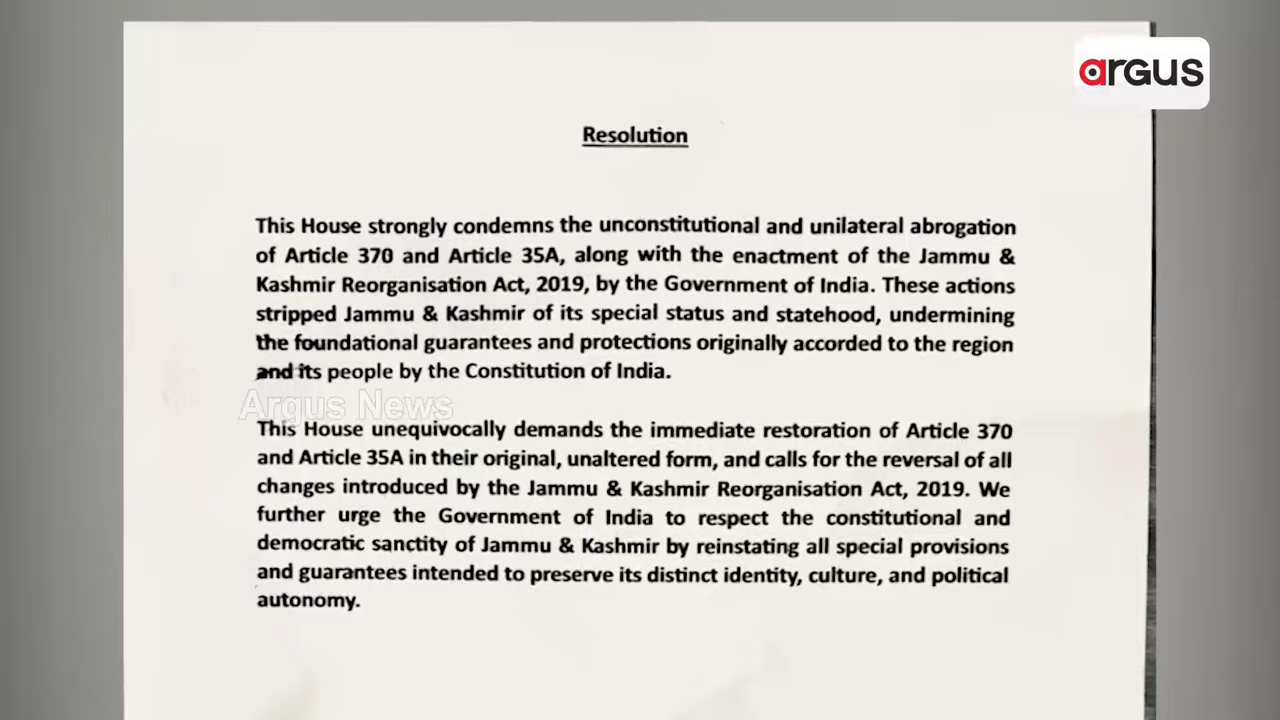 argus
Resolution
This House strongly condemns the unconstitutional and unilateral abrogation
of Article 370 and Article 35A, along with the enactment of the Jammu &
Kashmir Reorganisation Act, 2019, by the Government of India. These actions
stripped Jammu & Kashmir of its special status and statehood, undermining
the foundational guarantees and protections originally accorded to the region
and its people by the Constitution of India.
Argus News
This House unequivocally demands the immediate restoration of Article 370
and Article 35A in their original, unaltered form, and calls for the reversal of all
changes introduced by the Jammu & Kashmir Reorganisation Act, 2019. We
further urge the Government of India to respect the constitutional and
democratic sanctity of Jammu & Kashmir by reinstating all special provisions
and guarantees intended to preserve its distinct identity, culture, and political
autonomy.